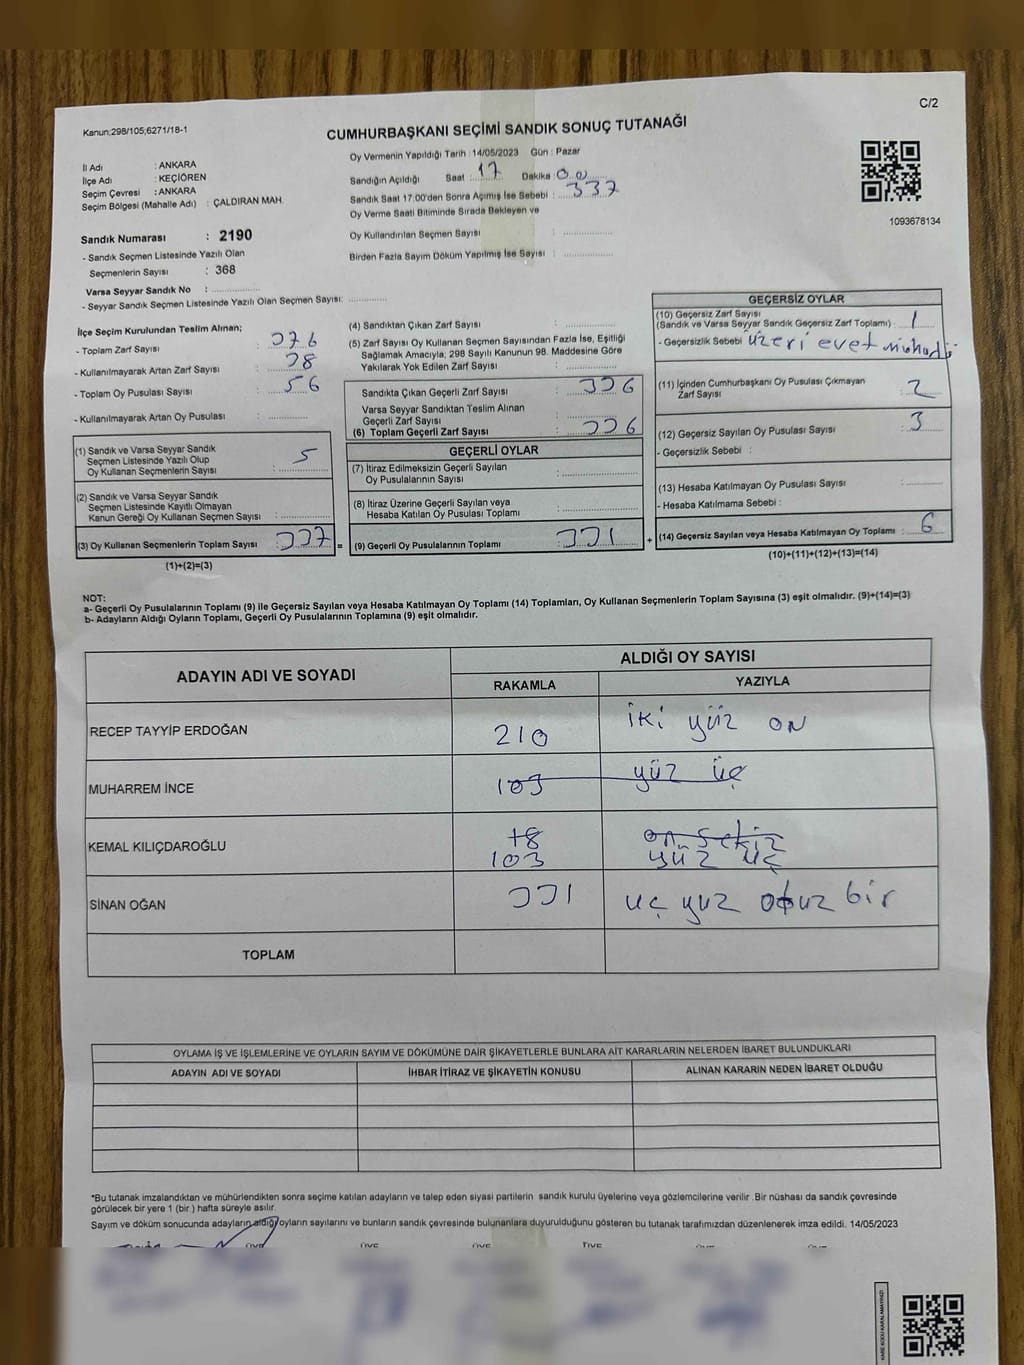 C/2
Kanun;298/105;6271/18-1
CUMHURBAŞKANI SEÇİMİ SANDIK SONUÇ TUTANAĞI
İl Adı : ANKARA
İlçe Adı : KEÇİÖREN
Seçim Çevresi : ANKARA
Seçim Bölgesi (Mahalle Adı) : ÇALDIRAN MAH.
Oy Vermenin Yapıldığı Tarih : 14/05/2023 Gün : Pazar
Sandığın Açıldığı Saat 17 Dakika : 00
Sandık Saat 17:00'den Sonra Açımış İse Sebebi : 337
Oy Verme Saati Bitiminde Sırada Bekleyen ve
Oy Kullandırılan Seçmen Sayısı :
Birden Fazla Sayım Döküm Yapılmış İse Sayısı :
1093678134
Sandık Numarası : 2190
- Sandık Seçmen Listesinde Yazılı Olan
Seçmenlerin Sayısı : 368
Varsa Seyyar Sandık No :
- Seyyar Sandık Seçmen Listesinde Yazılı Olan Seçmen Sayısı:
İlçe Seçim Kurulundan Teslim Alınan;
- Toplam Zarf Sayısı : 376
- Kullanılmayarak Artan Zarf Sayısı : 38
- Toplam Oy Pusulası Sayısı : 56
- Kullanılmayarak Artan Oy Pusulası :
(1) Sandık ve Varsa Seyyar Sandık
Seçmen Listesinde Yazılı Olup
Oy Kullanan Seçmenlerin Sayısı : 5
(2) Sandık ve Varsa Seyyar Sandık
Seçmen Listesinde Kayıtlı Olmayan
Kanun Gereği Oy Kullanan Seçmen Sayısı :
(3) Oy Kullanan Seçmenlerin Toplam Sayısı : 337 =
(1)+(2)=(3)
(4) Sandıktan Çıkan Zarf Sayısı :
(5) Zarf Sayısı Oy Kullanan Seçmen Sayısından Fazla İse, Eşitliği
Sağlamak Amacıyla; 298 Sayılı Kanunun 98. Maddesine Göre
Yakılarak Yok Edilen Zarf Sayısı :
Sandıkta Çıkan Geçerli Zarf Sayısı : 336
Varsa Seyyar Sandıktan Teslim Alınan
Geçerli Zarf Sayısı :
(6) Toplam Geçerli Zarf Sayısı : 336
GEÇERLİ OYLAR
(7) İtiraz Edilmeksizin Geçerli Sayılan
Oy Pusulalarının Sayısı :
(8) İtiraz Üzerine Geçerli Sayılan veya
Hesaba Katılan Oy Pusulası Toplamı :
(9) Geçerli Oy Pusulalarının Toplamı : 331 +
GEÇERSİZ OYLAR
(10) Geçersiz Zarf Sayısı
(Sandık ve Varsa Seyyar Sandık Geçersiz Zarf Toplamı) : 1
- Geçersizlik Sebebi : üzeri evet
(11) İçinden Cumhurbaşkanı Oy Pusulası Çıkmayan
Zarf Sayısı : 2
(12) Geçersiz Sayılan Oy Pusulası Sayısı : 3
- Geçersizlik Sebebi :
(13) Hesaba Katılmayan Oy Pusulası Sayısı :
- Hesaba Katılmama Sebebi :
(14) Geçersiz Sayılan veya Hesaba Katılmayan Oy Toplamı : 6
(10)+(11)+(12)+(13)=(14)
NOT:
a- Geçerli Oy Pusulalarının Toplamı (9) ile Geçersiz Sayılan veya Hesaba Katılmayan Oy Toplamı (14) Toplamları, Oy Kullanan Seçmenlerin Toplam Sayısına (3) eşit olmalıdır. (9)+(14)=(3)
b- Adayların Aldığı Oyların Toplamı, Geçerli Oy Pusulalarının Toplamına (9) eşit olmalıdır.
ADAYIN ADI VE SOYADI
ALDIĞI OY SAYISI
RAKAMLA YAZIYLA
RECEP TAYYİP ERDOĞAN 210 iki yüz on
MUHARREM İNCE 103 yüz üç
KEMAL KILIÇDAROĞLU 18 on sekiz
103 yüz üç
SİNAN OĞAN 331 üç yuz otuz bir
TOPLAM
OYLAMA İŞ VE İŞLEMLERİNE VE OYLARIN SAYIM VE DÖKÜMÜNE DAİR ŞİKAYETLERLE BUNLARA AİT KARARLARIN NELERDEN İBARET BULUNDUKLARI
ADAYIN ADI VE SOYADI İHBAR İTİRAZ VE ŞİKAYETİN KONUSU ALINAN KARARIN NEDEN İBARET OLDUĞU
*Bu tutanak imzalandıktan ve mühürlendikten sonra seçime katılan adayların ve talep eden siyasi partilerin sandık kurulu üyelerine veya gözlemcilerine verilir .Bir nüshası da sandık çevresinde
görülecek bir yere 1 (bir ) hafta süreyle asılır.
Sayım ve döküm sonucunda adayların aldığı oyların sayılarını ve bunların sandık çevresinde bulunanlara duyurulduğunu gösteren bu tutanak tarafımızdan düzenlenerek imza edildi. 14/05/2023